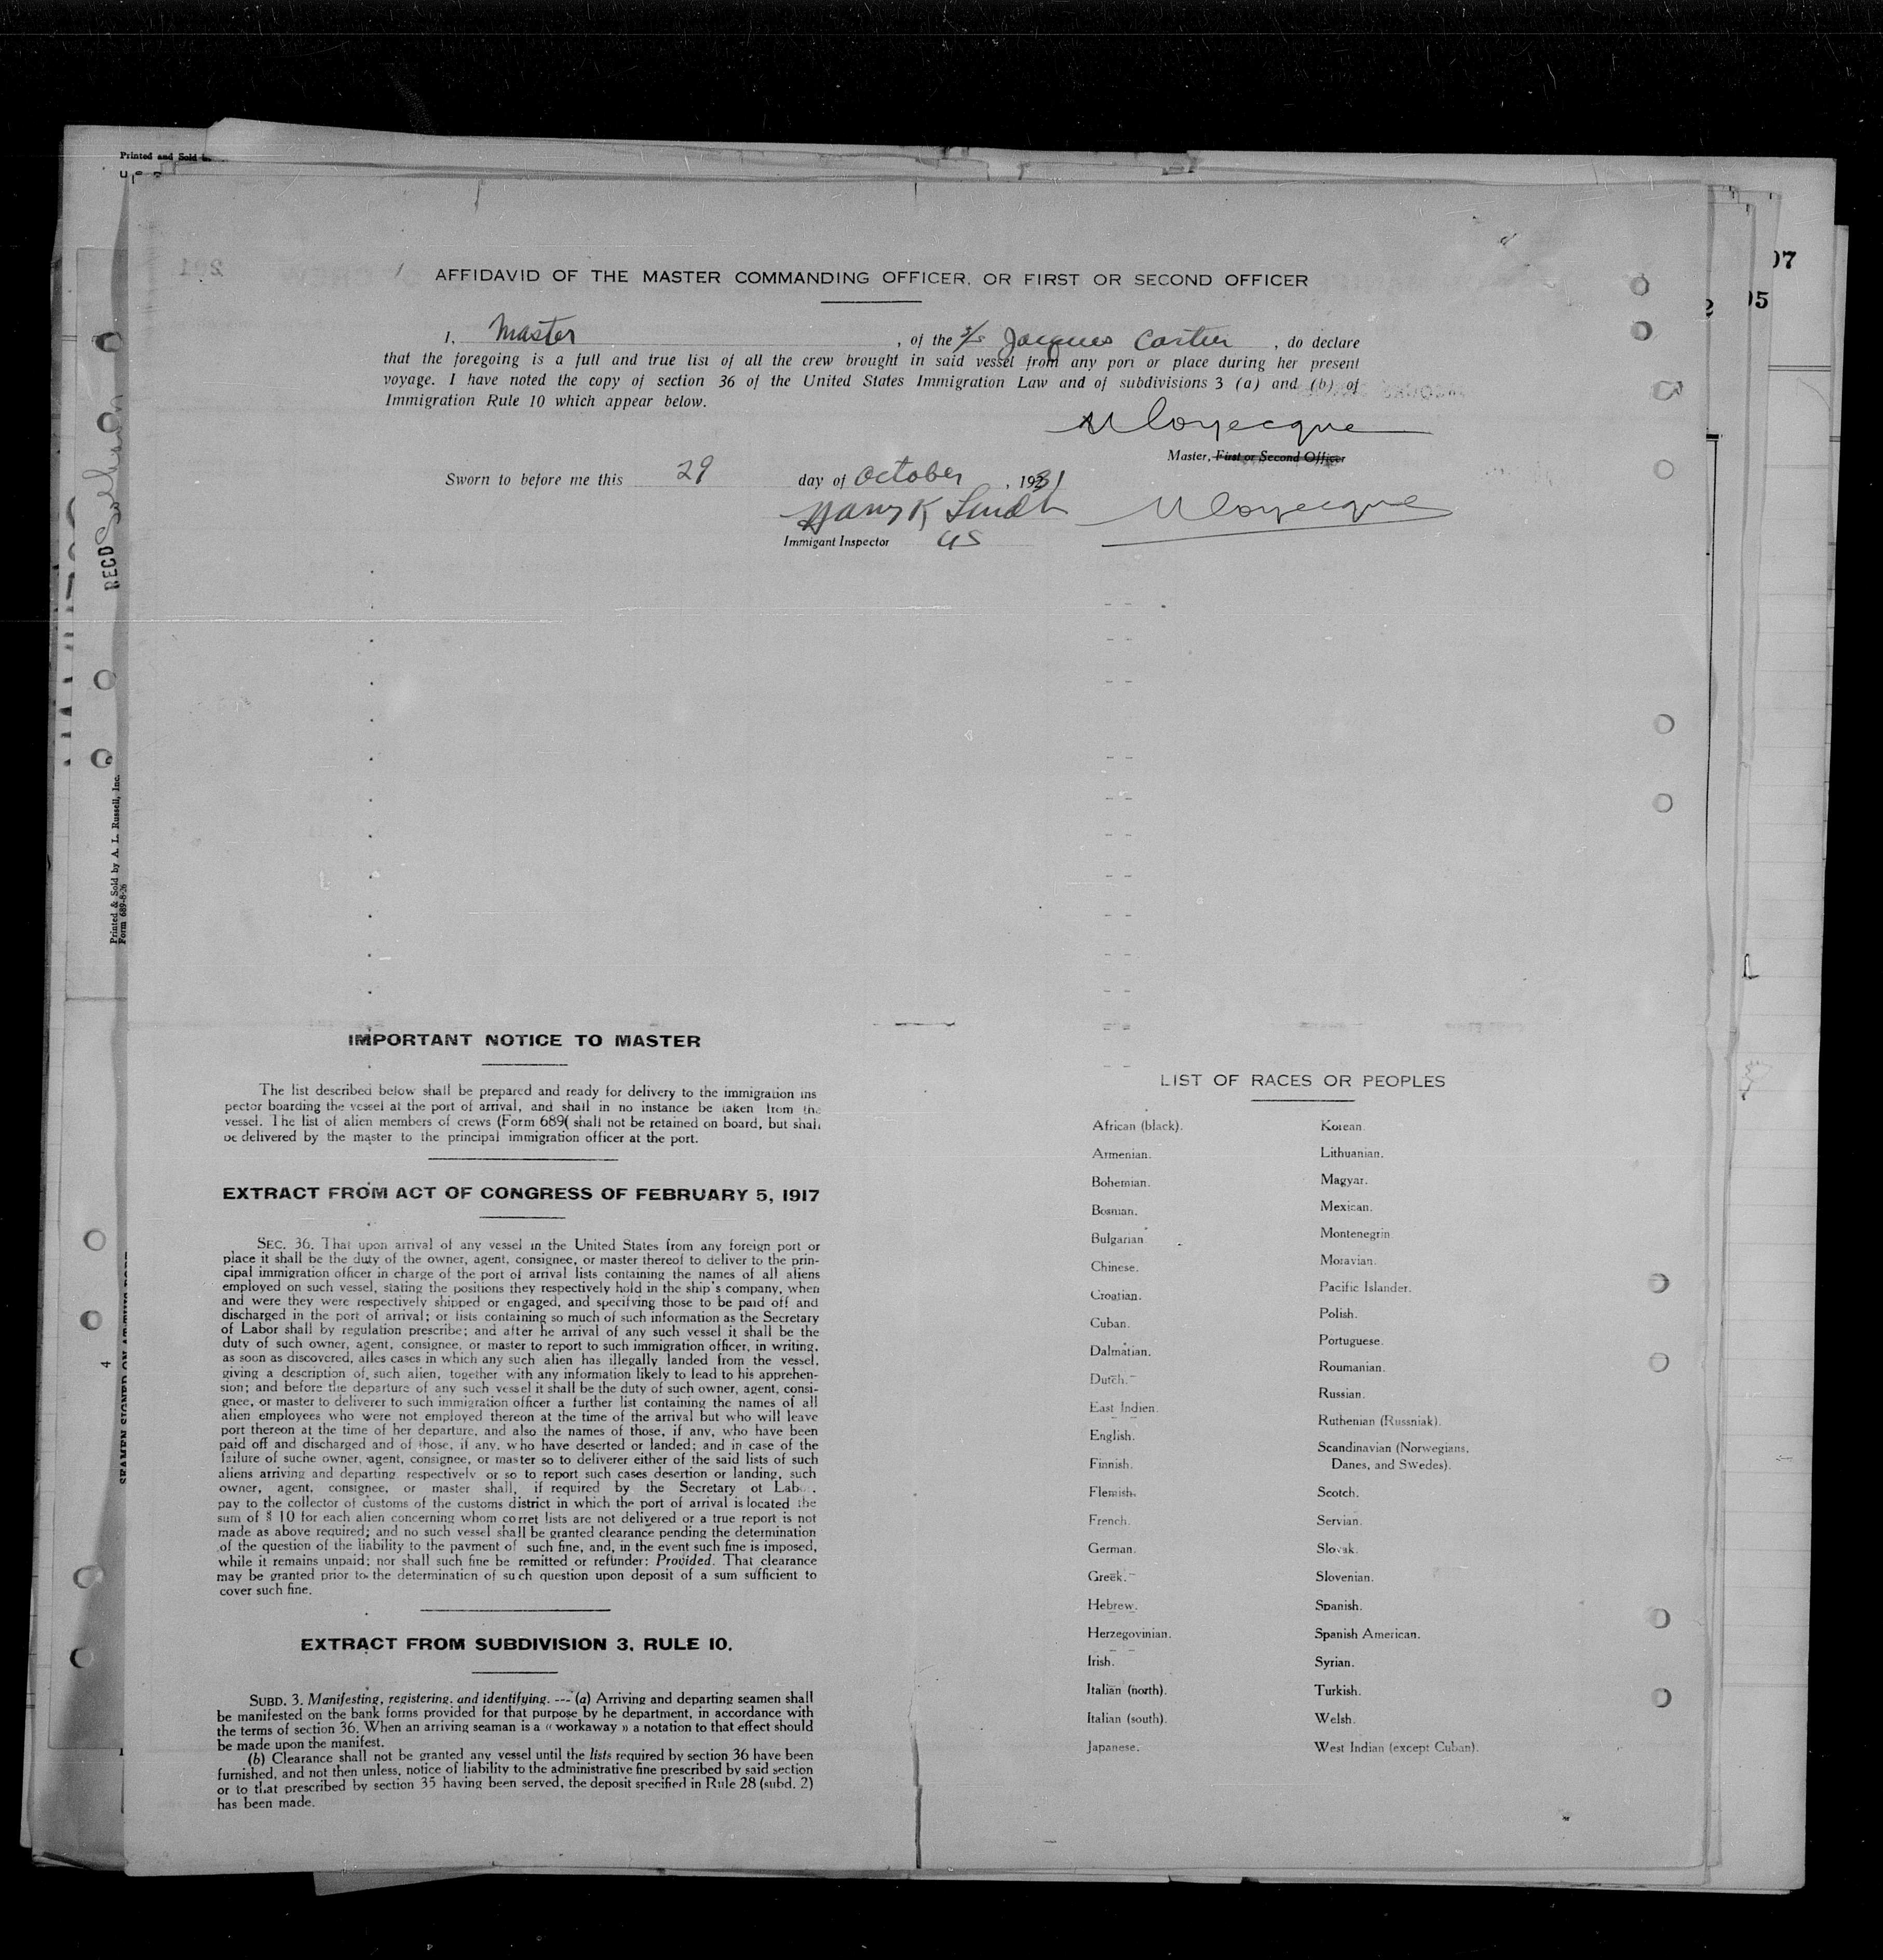 Printed and Sold
AFFIDAVID OF THE MASTER COMMANDING OFFICER, OR FIRST OR SECOND OFFICER
I, Master, of the S/S Jacques Cartier, do declare
that the foregoing is a full and true list of all the crew brought in said vessel from any port or place during her present
voyage. I have noted the copy of section 36 of the United States Immigration Law and of subdivisions 3 (a) and (b) of
Immigration Rule 10 which appear below.
Master, First or Second Officer
Sworn to before me this 29 day of October, 1931
Immigant Inspector US
RECD
Printed & Sold by A. L. Russell, Inc.
Form 689-8-26
IMPORTANT NOTICE TO MASTER
The list described below shall be prepared and ready for delivery to the immigration ins
pector boarding the vessel at the port of arrival, and shall in no instance be taken from the
vessel. The list of alien members of crews (Form 689( shall not be retained on board, but shall
be delivered by the master to the principal immigration officer at the port.
EXTRACT FROM ACT OF CONGRESS OF FEBRUARY 5, 1917
SEC. 36. That upon arrival of any vessel in the United States from any foreign port or
place it shall be the duty of the owner, agent, consignee, or master thereof to deliver to the prin-
cipal immigration officer in charge of the port of arrival lists containing the names of all aliens
employed on such vessel, stating the positions they respectively hold in the ship's company, when
and were they were respectively shipped or engaged, and specifving those to be paid off and
discharged in the port of arrival; or lists containing so much of such information as the Secretary
of Labor shall by regulation prescribe; and after he arrival of any such vessel it shall be the
duty of such owner, agent, consignee, or master to report to such immigration officer, in writing,
as soon as discovered, alles cases in which any such alien has illegally landed from the vessel,
giving a description of such alien, together with any information likely to lead to his apprehen-
sion; and before the departure of any such vessel it shall be the duty of such owner, agent, consi-
gnee, or master to deliverer to such immigration officer a further list containing the names of all
alien employees who were not employed thereon at the time of the arrival but who will leave
port thereon at the time of her departure, and also the names of those, if any, who have been
paid off and discharged and of those, if any, who have deserted or landed; and in case of the
failure of suche owner, agent, consignee, or master so to deliverer either of the said lists of such
aliens arriving and departing respectively or so to report such cases desertion or landing, such
owner, agent, consignee, or master shall, if required by the Secretary ot Labor.
pay to the collector of customs of the customs district in which the port of arrival is located the
sum of $ 10 for each alien concerning whom corret lists are not delivered or a true report is not
made as above required; and no such vessel shall be granted clearance pending the determination
of the question of the liability to the payment of such fine, and, in the event such fine is imposed,
while it remains unpaid; nor shall such fine be remitted or refunder: Provided. That clearance
may be granted prior to the determination of such question upon deposit of a sum sufficient to
cover such fine.
EXTRACT FROM SUBDIVISION 3, RULE 10.
SUBD. 3. Manifesting, registering, and identifying. --- (a) Arriving and departing seamen shall
be manifested on the bank forms provided for that purpose by he department, in accordance with
the terms of section 36. When an arriving seaman is a « workaway » a notation to that effect should
be made upon the manifest.
(b) Clearance shall not be granted any vessel until the lists required by section 36 have been
furnished, and not then unless, notice of liability to the administrative fine prescribed by said section
or to that prescribed by section 35 having been served, the deposit specified in Rule 28 (subd. 2)
has been made.
LIST OF RACES OR PEOPLES
African (black).
Armenian.
Bohemian.
Bosnian.
Bulgarian
Chinese.
Croatian.
Cuban.
Dalmatian.
Dutch.
East Indien.
English.
Finnish.
Flemish.
French.
German.
Greek.
Hebrew.
Herzegovinian.
Irish.
Italian (north).
Italian (south).
Japanese.
Korean.
Lithuanian.
Magyar.
Mexican.
Montenegrin
Moravian.
Pacific Islander.
Polish.
Portuguese.
Roumanian.
Russian.
Ruthenian (Russniak).
Scandinavian (Norwegians,
Danes, and Swedes).
Scotch.
Servian.
Slovak.
Slovenian.
Spanish.
Spanish American.
Syrian.
Turkish.
Welsh.
West Indian (except Cuban).